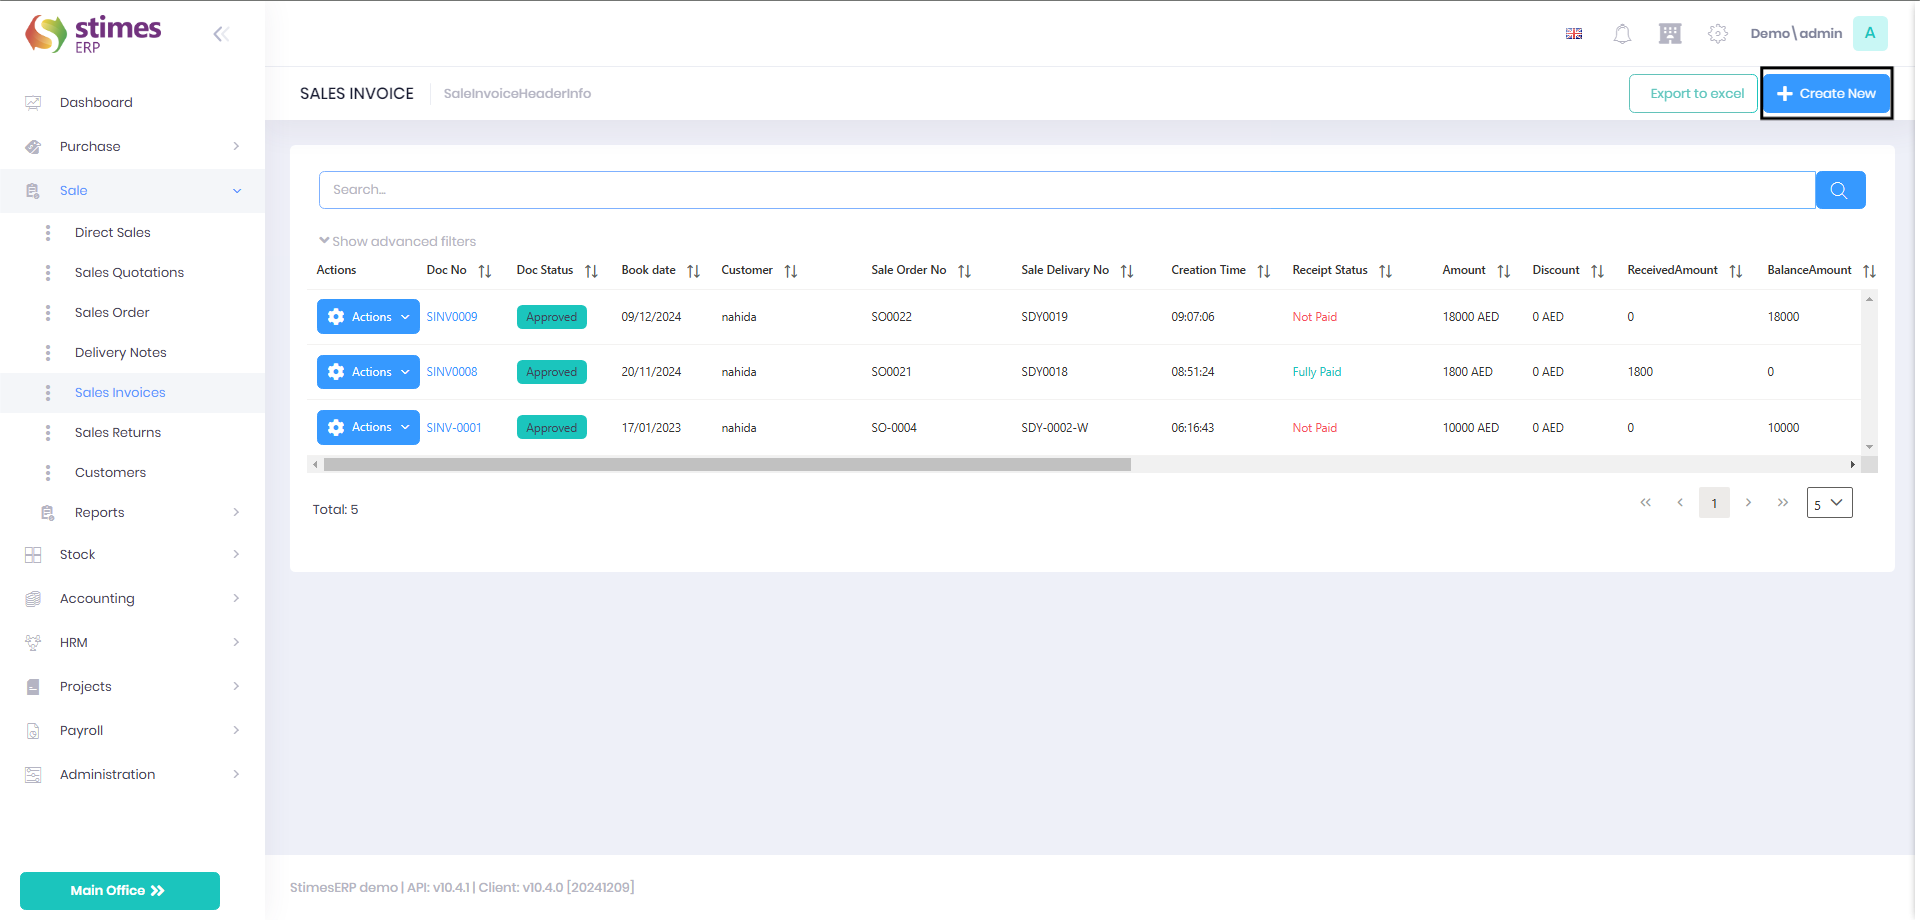 stimes
ERP
Demo\admin
A
SALES INVOICE
SaleInvoiceHeaderInfo
Export to excel
Create New
Dashboard
Purchase
Sale
Direct Sales
Sales Quotations
Sales Order
Delivery Notes
Sales Invoices
Sales Returns
Customers
Reports
Stock
Accounting
HRM
Projects
Payroll
Administration
Main Office
Search...
Show advanced filters
Actions Doc No Doc Status Book date Customer Sale Order No Sale Delivary No Creation Time Receipt Status Amount Discount ReceivedAmount BalanceAmount
Actions SINV0009 Approved 09/12/2024 nahida SO0022 SDY0019 09:07:06 Not Paid 18000 AED 0 AED 0 18000
Actions SINV0008 Approved 20/11/2024 nahida SO0021 SDY0018 08:51:24 Fully Paid 1800 AED 0 AED 1800 0
Actions SINV-0001 Approved 17/01/2023 nahida SO-0004 SDY-0002-W 06:16:43 Not Paid 10000 AED 0 AED 0 10000
Total: 5
1
5
StimesERP demo | API: v10.4.1 | Client: v10.4.0 [20241209]